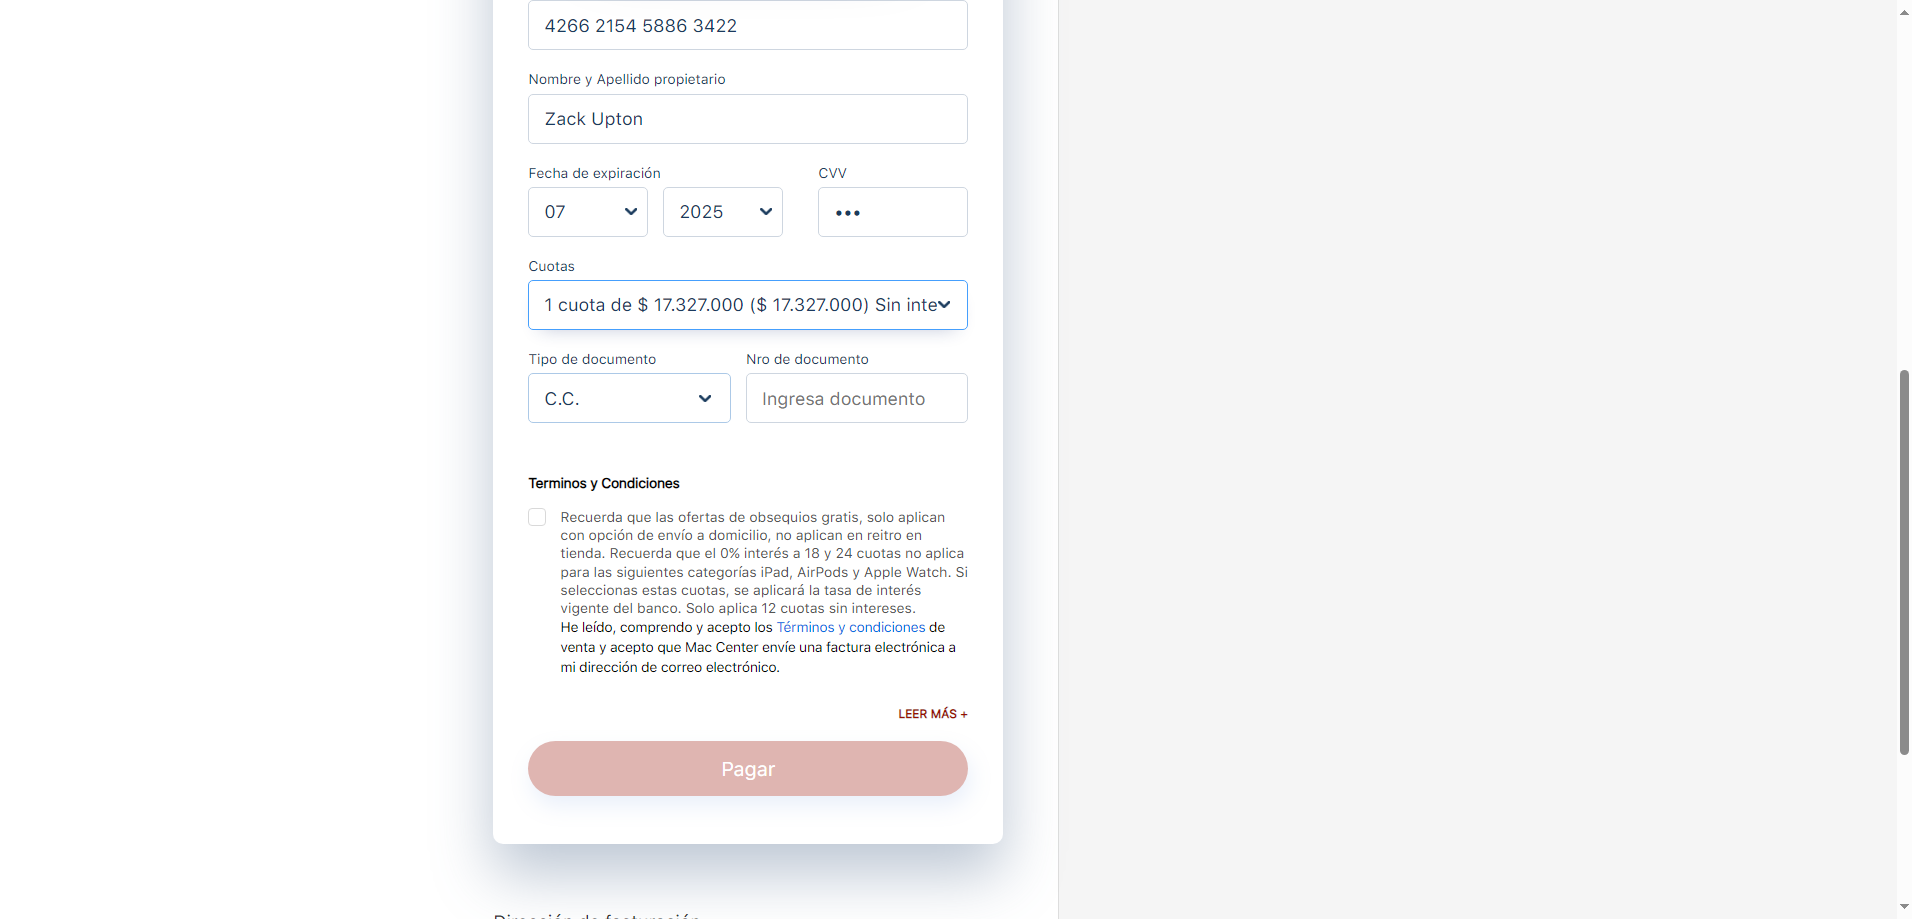 4266 2154 5886 3422
Nombre y Apellido propietario
Zack Upton
Fecha de expiración
CVV
07
2025
•••
Cuotas
1 cuota de $ 17.327.000 ($ 17.327.000) Sin inte
Tipo de documento
Nro de documento
C.C.
Ingresa documento
Terminos y Condiciones
Recuerda que las ofertas de obsequios gratis, solo aplican
con opción de envío a domicilio, no aplican en reitro en
tienda. Recuerda que el 0% interés a 18 y 24 cuotas no aplica
para las siguientes categorías iPad, AirPods y Apple Watch. Si
seleccionas estas cuotas, se aplicará la tasa de interés
vigente del banco. Solo aplica 12 cuotas sin intereses.
He leído, comprendo y acepto los Términos y condiciones de
venta y acepto que Mac Center envíe una factura electrónica a
mi dirección de correo electrónico.
LEER MÁS +
Pagar
Dirección de facturación